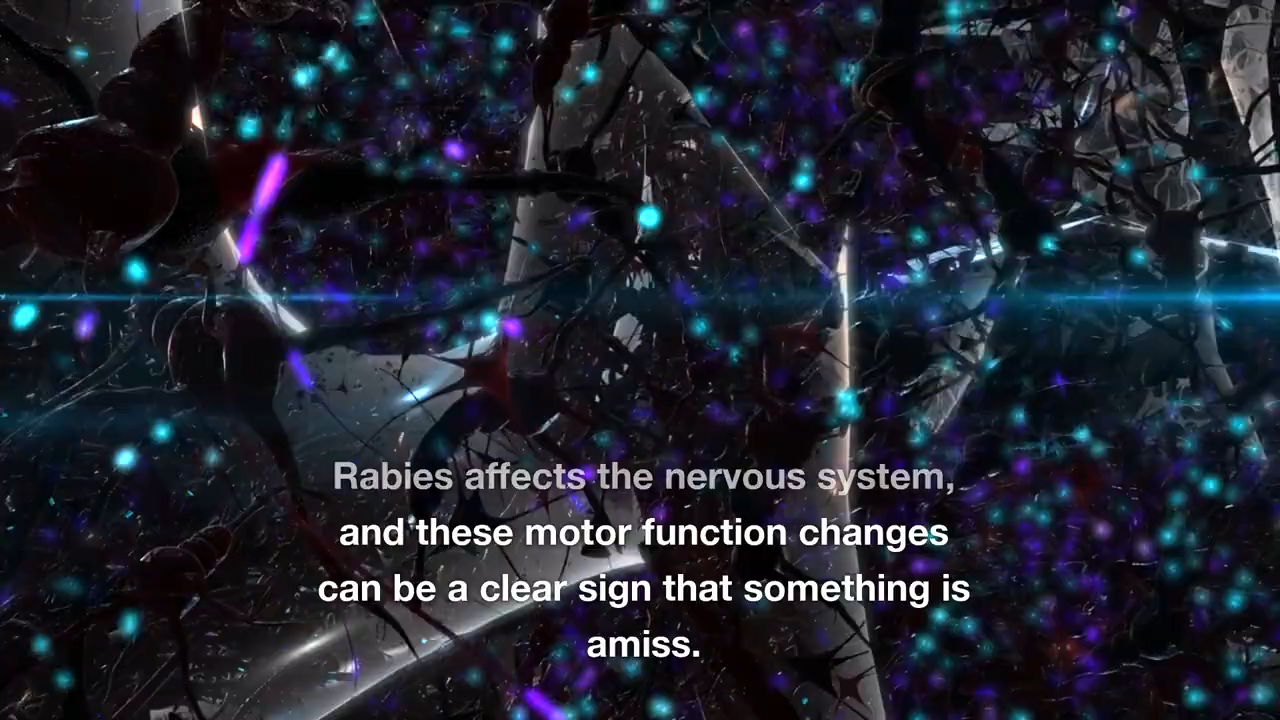 Rabies affects the nervous system,
and these motor function changes
can be a clear sign that something is
amiss.